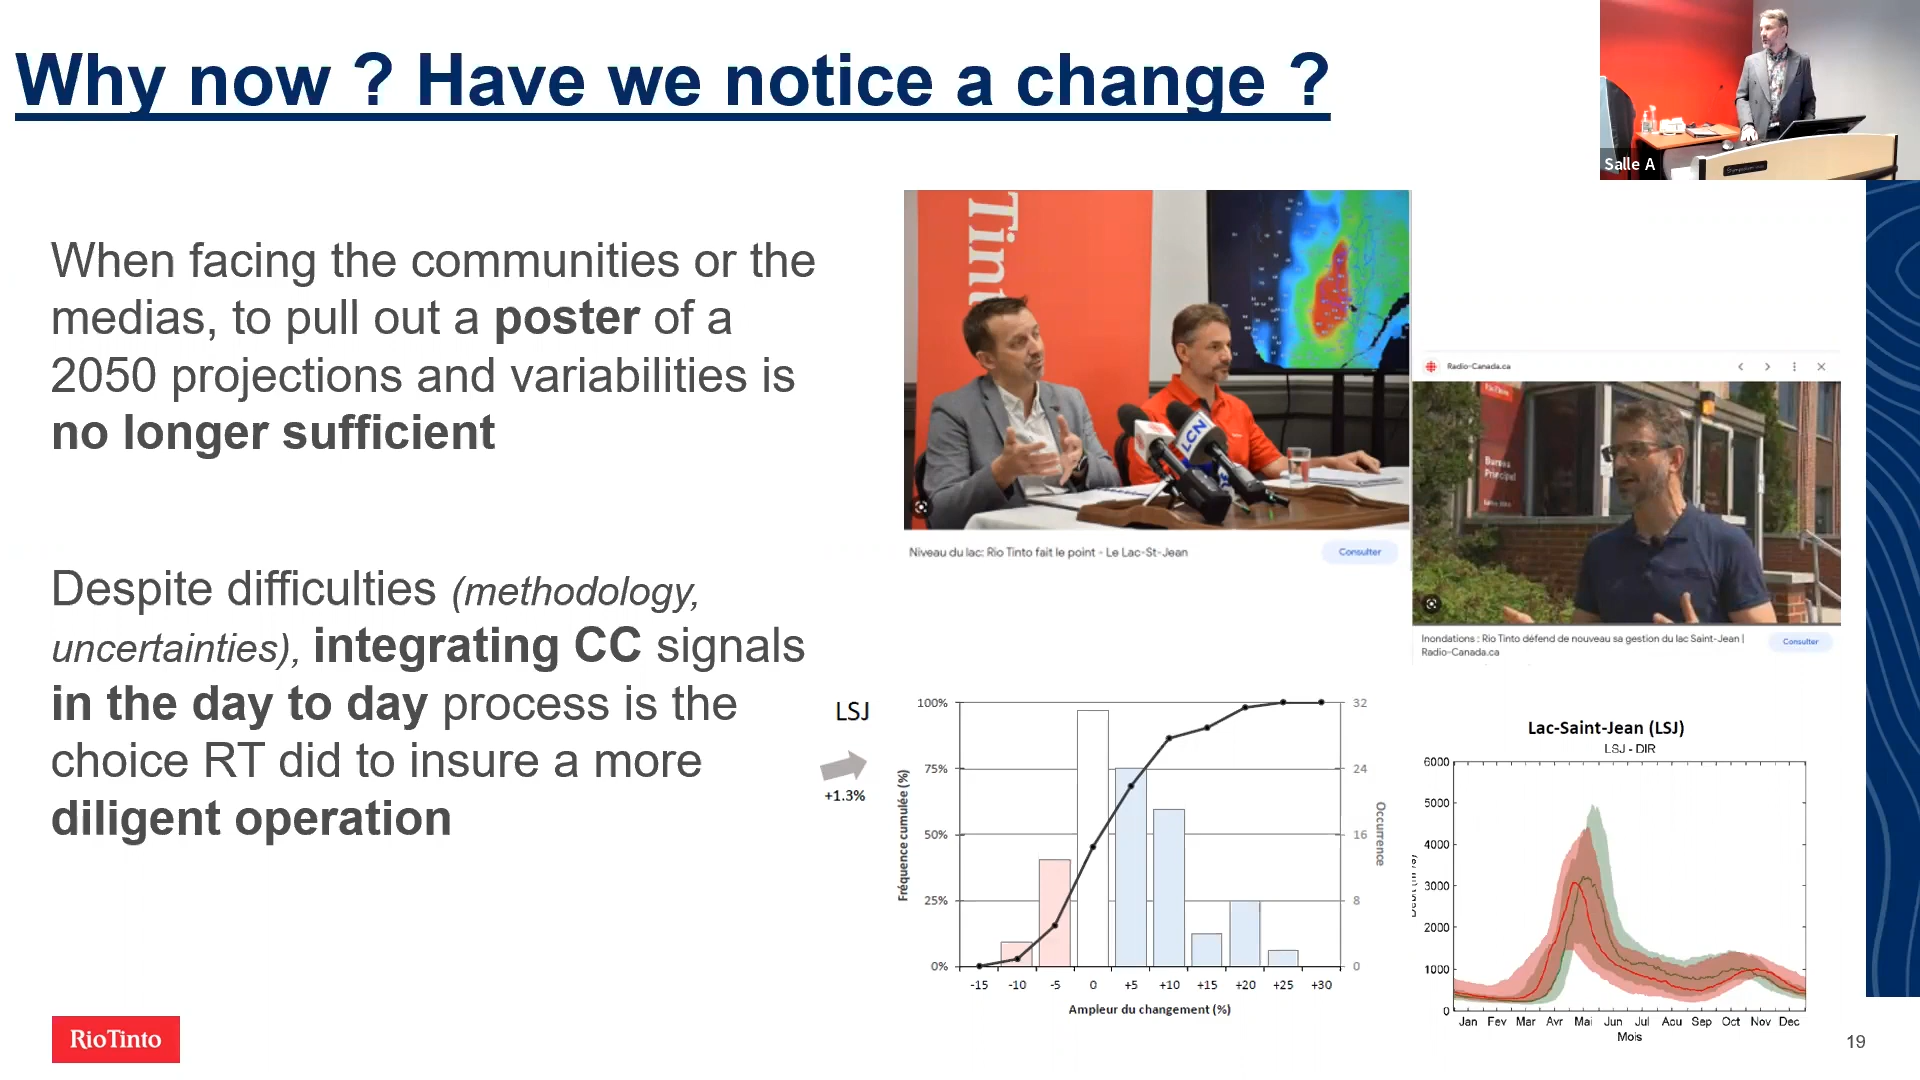 Why now ? Have we notice a change ?
Salle A
When facing the communities or the
medias, to pull out a poster of a
2050 projections and variabilities is
no longer sufficient
Despite difficulties (methodology,
uncertainties), integrating CC signals
in the day to day process is the
choice RT did to insure a more
diligent operation
Tint
LCN
Niveau du lac: Rio Tinto fait le point - Le Lac-St-Jean
Consulter
Radio-Canada.ca
RioTinto
Bureau
Principal
Inondations : Rio Tinto défend de nouveau sa gestion du lac Saint-Jean |
Radio-Canada.ca
Consulter
LSJ
+1.3%
Fréquence cumulée (%)
100%
75%
50%
25%
0%
32
24
16
8
0
Occurrence
-15 -10 -5 0 +5 +10 +15 +20 +25 +30
Ampleur du changement (%)
Lac-Saint-Jean (LSJ)
LSJ - DIR
6000
5000
4000
3000
2000
1000
0
Jan Fev Mar Avr Mai Jun Jul Aou Sep Oct Nov Dec
Mois
RioTinto
19